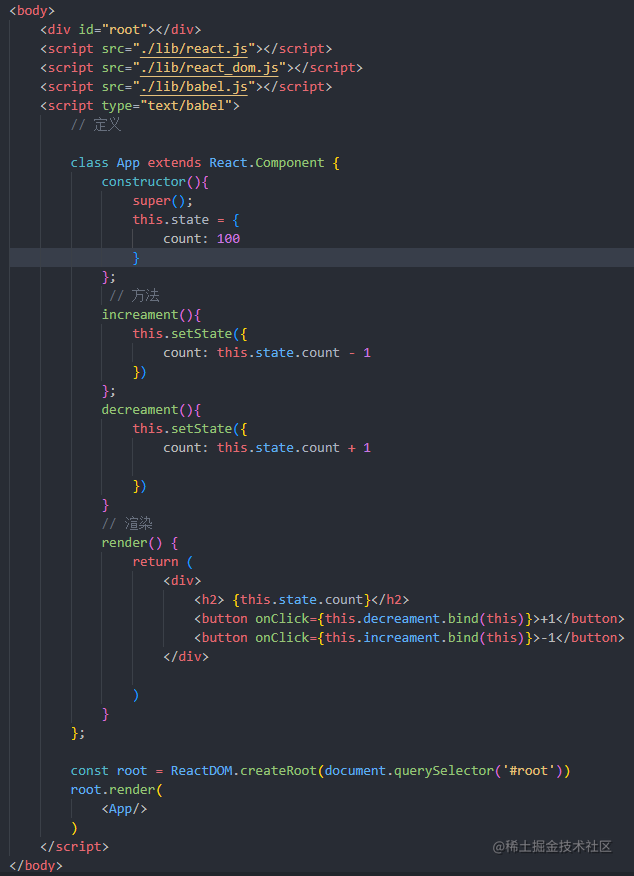 <body>
<div id="root"></div>
<script src="./lib/react.js"></script>
<script src="./lib/react_dom.js"></script>
<script src="./lib/babel.js"></script>
<script type="text/babel">
// 定义
class App extends React.Component {
constructor(){
super();
this.state = {
count: 100
}
};
// 方法
increament(){
this.setState({
count: this.state.count - 1
})
};
decreament(){
this.setState({
count: this.state.count + 1
})
}
// 渲染
render() {
return (
<div>
<h2> {this.state.count}</h2>
<button onClick={this.decreament.bind(this)}>+1</button>
<button onClick={this.increament.bind(this)}>-1</button>
</div>
)
}
};
const root = ReactDOM.createRoot(document.querySelector('#root'))
root.render(
<App/>
)
</script>
@稀土掘金技术社区
</body>